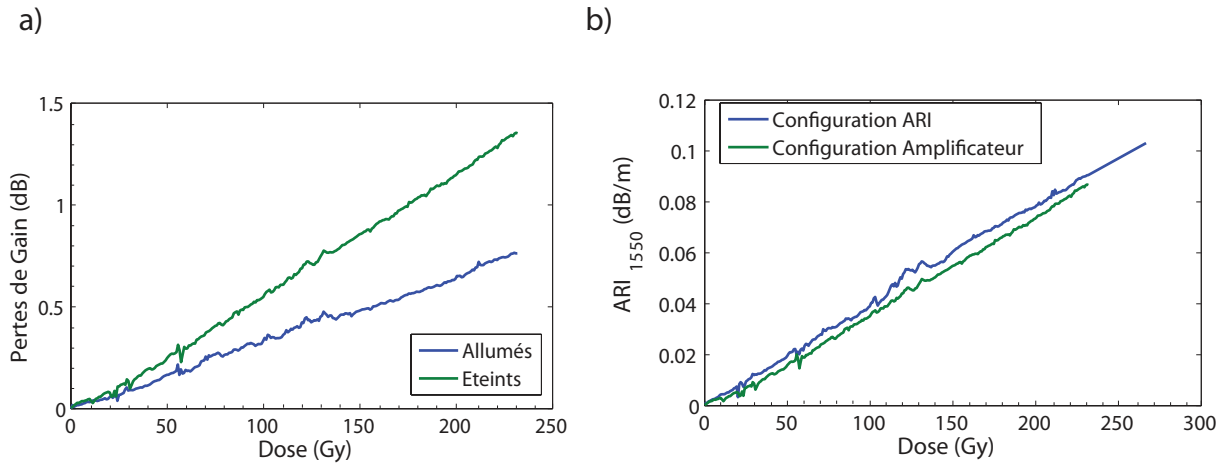 a)
Pertes de Gain (dB)
1.5
1
0.5
0
0
50
100
150
200
250
Dose (Gy)
Allumés
Eteints
b)
ARI 1550 (dB/m)
0.12
0.1
0.08
0.06
0.04
0.02
0
0
50
100
150
200
250
300
Dose (Gy)
Configuration ARI
Configuration Amplificateur